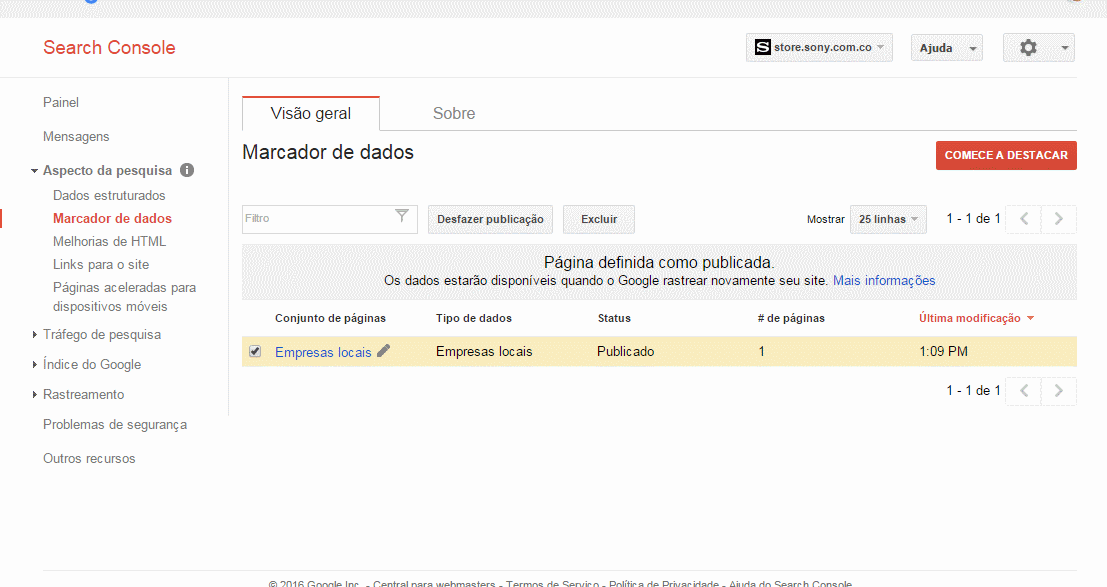 Search Console
S store.sony.com.co
Ajuda
Painel
Mensagens
Aspecto da pesquisa i
Dados estruturados
Marcador de dados
Melhorias de HTML
Links para o site
Páginas aceleradas para
dispositivos móveis
Tráfego de pesquisa
Índice do Google
Rastreamento
Problemas de segurança
Outros recursos
Visão geral
Sobre
Marcador de dados
COMECE A DESTACAR
Filtro
Desfazer publicação
Excluir
Mostrar
25 linhas
1 - 1 de 1
Página definida como publicada.
Os dados estarão disponíveis quando o Google rastrear novamente seu site. Mais informações
Conjunto de páginas Tipo de dados Status # de páginas Última modificação
Empresas locais Empresas locais Publicado 1 1:09 PM
1 - 1 de 1
© 2016 Google Inc. - Central para webmasters - Termos de Serviço - Política de Privacidade - Ajuda do Search Console